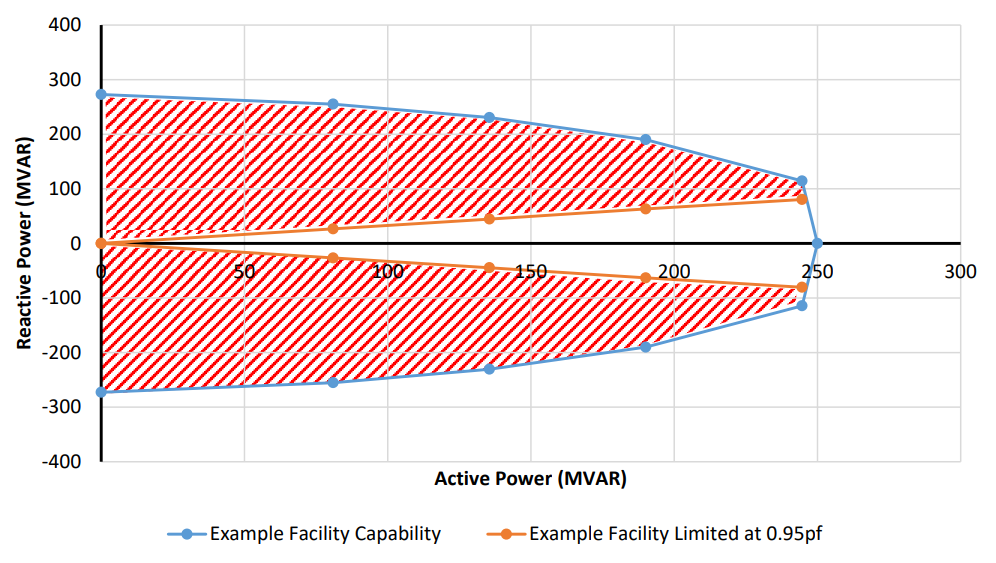 400
300
200
100
0
-100
-200
-300
-400
Reactive Power (MVAR)
0 50 100 150 200 250 300
Active Power (MVAR)
Example Facility Capability Example Facility Limited at 0.95pf